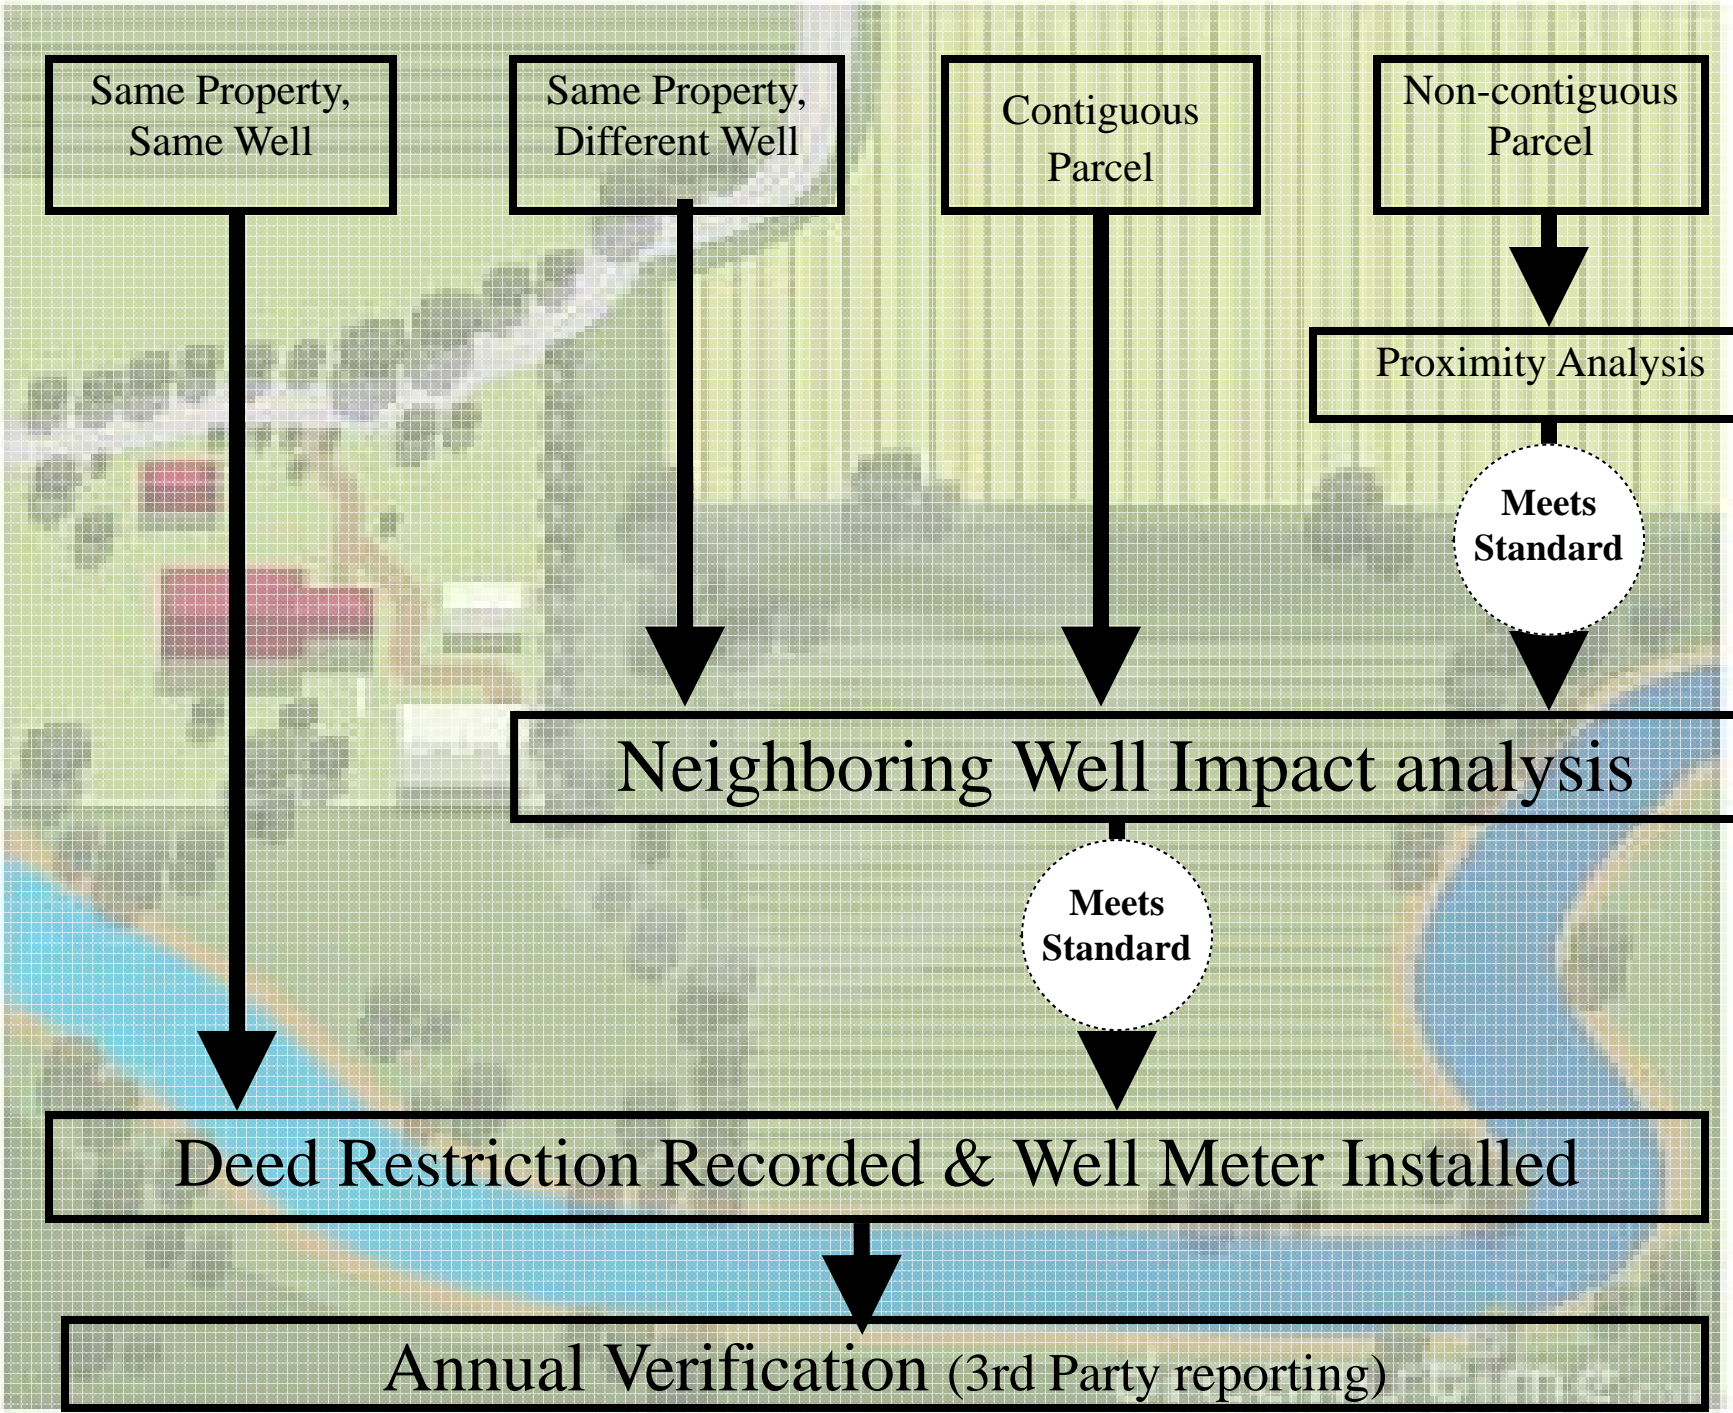 Same Property,
Same Well
Same Property,
Different Well
Contiguous
Parcel
Non-contiguous
Parcel
Proximity Analysis
Meets
Standard
Neighboring Well Impact analysis
Meets
Standard
Deed Restriction Recorded & Well Meter Installed
Annual Verification (3rd Party reporting)